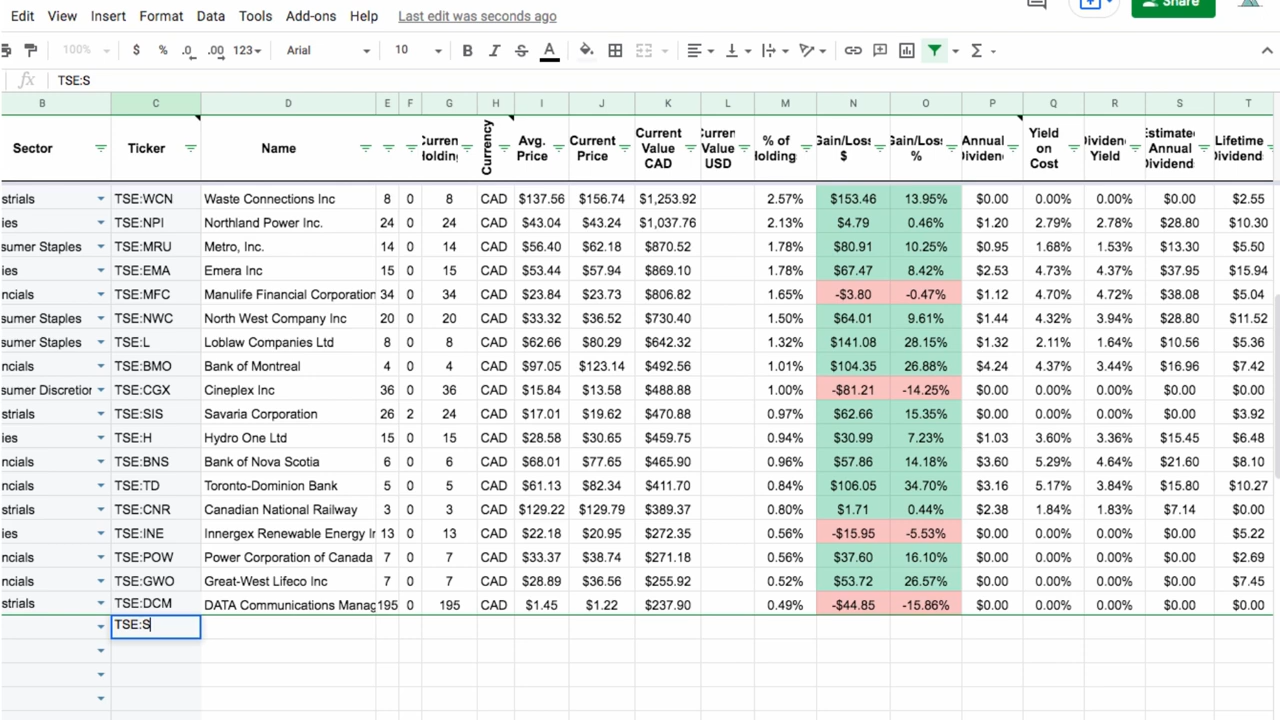 Edit View Insert Format Data Tools Add-ons Help Last edit was seconds ago Share
100% $ % .0 .00 123 Arial 10 B I S A Σ
fx TSE:S
B C D E F G H I J K L M N O P Q R S T
Sector Ticker Name Currency Avg. Price Current Price Current Value CAD Value USD % of Gain/Loss % Annual Yield on Cost Yield Annual Lifetime
strials TSE:WCN Waste Connections Inc 8 0 8 CAD $137.56 $156.74 $1,253.92 2.57% $153.46 13.95% $0.00 0.00% 0.00% $0.00 $2.55
ies TSE:NPI Northland Power Inc. 24 0 24 CAD $43.04 $43.24 $1,037.76 2.13% $4.79 0.46% $1.20 2.79% 2.78% $28.80 $10.30
sumer Staples TSE:MRU Metro, Inc. 14 0 14 CAD $56.40 $62.18 $870.52 1.78% $80.91 10.25% $0.95 1.68% 1.53% $13.30 $5.50
ies TSE:EMA Emera Inc 15 0 15 CAD $53.44 $57.94 $869.10 1.78% $67.47 8.42% $2.53 4.73% 4.37% $37.95 $15.94
ncials TSE:MFC Manulife Financial Corporation 34 0 34 CAD $23.84 $23.73 $806.82 1.65% -$3.80 -0.47% $1.12 4.70% 4.72% $38.08 $5.04
sumer Staples TSE:NWC North West Company Inc 20 0 20 CAD $33.32 $36.52 $730.40 1.50% $64.01 9.61% $1.44 4.32% 3.94% $28.80 $11.52
sumer Staples TSE:L Loblaw Companies Ltd 8 0 8 CAD $62.66 $80.29 $642.32 1.32% $141.08 28.15% $1.32 2.11% 1.64% $10.56 $5.36
ncials TSE:BMO Bank of Montreal 4 0 4 CAD $97.05 $123.14 $492.56 1.01% $104.35 26.88% $4.24 4.37% 3.44% $16.96 $7.42
sumer Discretior TSE:CGX Cineplex Inc 36 0 36 CAD $15.84 $13.58 $488.88 1.00% -$81.21 -14.25% $0.00 0.00% 0.00% $0.00 $0.00
strials TSE:SIS Savaria Corporation 26 2 24 CAD $17.01 $19.62 $470.88 0.97% $62.66 15.35% $0.00 0.00% 0.00% $0.00 $3.92
ies TSE:H Hydro One Ltd 15 0 15 CAD $28.58 $30.65 $459.75 0.94% $30.99 7.23% $1.03 3.60% 3.36% $15.45 $6.48
ncials TSE:BNS Bank of Nova Scotia 6 0 6 CAD $68.01 $77.65 $465.90 0.96% $57.86 14.18% $3.60 5.29% 4.64% $21.60 $8.10
ncials TSE:TD Toronto-Dominion Bank 5 0 5 CAD $61.13 $82.34 $411.70 0.84% $106.05 34.70% $3.16 5.17% 3.84% $15.80 $10.27
strials TSE:CNR Canadian National Railway 3 0 3 CAD $129.22 $129.79 $389.37 0.80% $1.71 0.44% $2.38 1.84% 1.83% $7.14 $0.00
ies TSE:INE Innergex Renewable Energy Ir 13 0 13 CAD $22.18 $20.95 $272.35 0.56% -$15.95 -5.53% $0.00 0.00% 0.00% $0.00 $5.22
ncials TSE:POW Power Corporation of Canada 7 0 7 CAD $33.37 $38.74 $271.18 0.56% $37.60 16.10% $0.00 0.00% 0.00% $0.00 $2.69
ncials TSE:GWO Great-West Lifeco Inc 7 0 7 CAD $28.89 $36.56 $255.92 0.52% $53.72 26.57% $0.00 0.00% 0.00% $0.00 $7.45
strials TSE:DCM DATA Communications Manag 195 0 195 CAD $1.45 $1.22 $237.90 0.49% -$44.85 -15.86% $0.00 0.00% 0.00% $0.00 $0.00
TSE:S